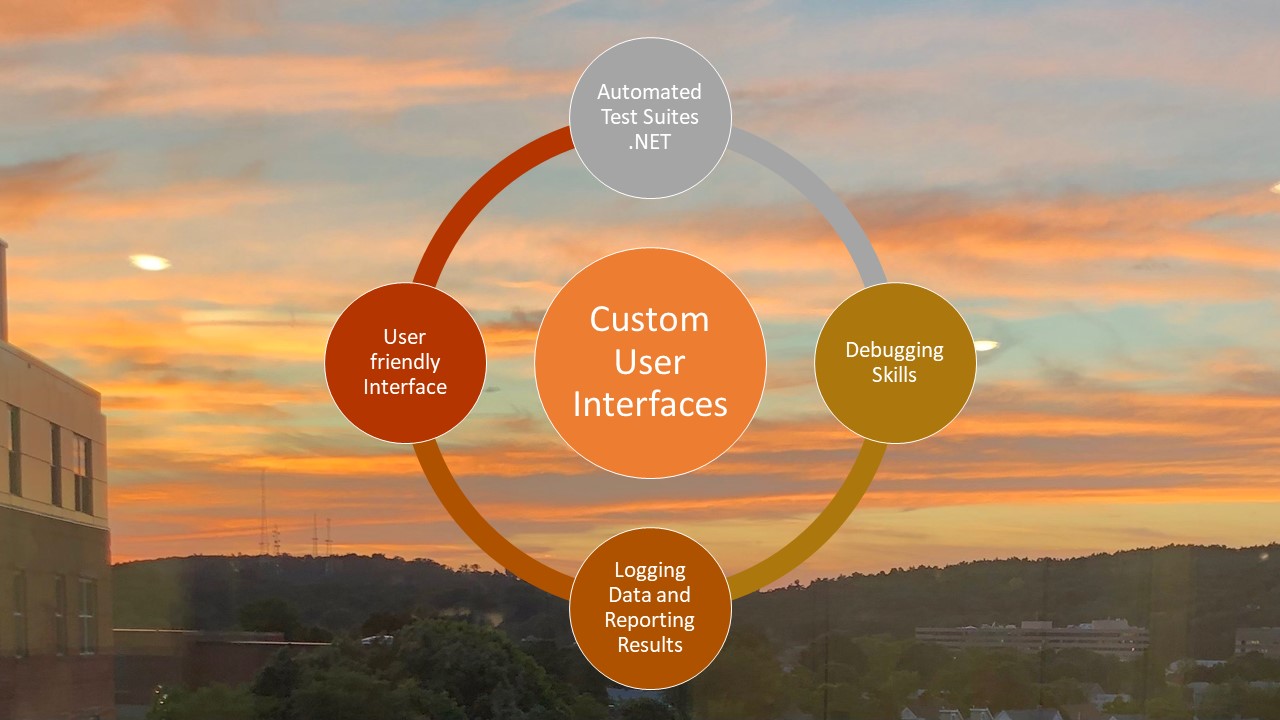 Automated
Test Suites
.NET
User
friendly
Interface
Custom
User
Interfaces
Debugging
Skills
Logging
Data and
Reporting
Results